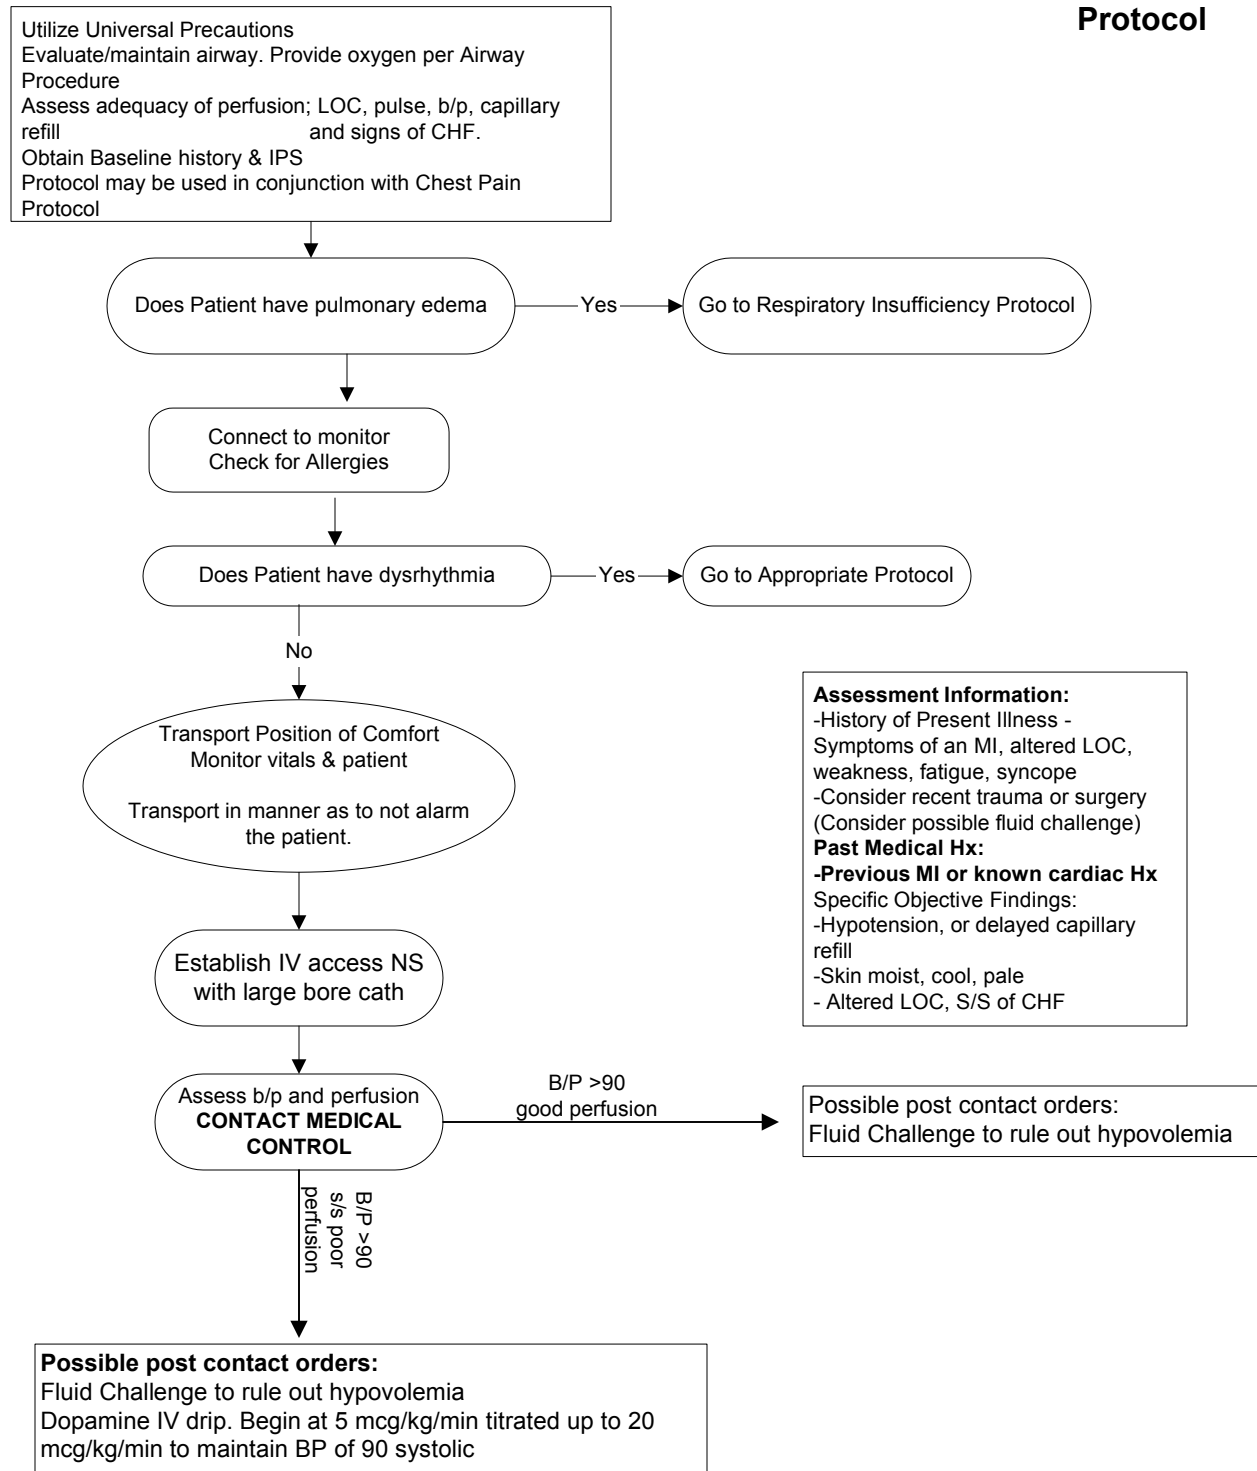 Protocol
Utilize Universal Precautions
Evaluate/maintain airway. Provide oxygen per Airway
Procedure
Assess adequacy of perfusion; LOC, pulse, b/p, capillary
refill and signs of CHF.
Obtain Baseline history & IPS
Protocol may be used in conjunction with Chest Pain
Protocol
Does Patient have pulmonary edema
Yes
Go to Respiratory Insufficiency Protocol
Connect to monitor
Check for Allergies
Does Patient have dysrhythmia
Yes
Go to Appropriate Protocol
No
Transport Position of Comfort
Monitor vitals & patient
Transport in manner as to not alarm
the patient.
Assessment Information:
-History of Present Illness -
Symptoms of an MI, altered LOC,
weakness, fatigue, syncope
-Consider recent trauma or surgery
(Consider possible fluid challenge)
Past Medical Hx:
-Previous MI or known cardiac Hx
Specific Objective Findings:
-Hypotension, or delayed capillary
refill
-Skin moist, cool, pale
- Altered LOC, S/S of CHF
Establish IV access NS
with large bore cath
Assess b/p and perfusion
CONTACT MEDICAL
CONTROL
B/P >90
good perfusion
Possible post contact orders:
Fluid Challenge to rule out hypovolemia
B/P >90
s/s poor
perfusion
Possible post contact orders:
Fluid Challenge to rule out hypovolemia
Dopamine IV drip. Begin at 5 mcg/kg/min titrated up to 20
mcg/kg/min to maintain BP of 90 systolic